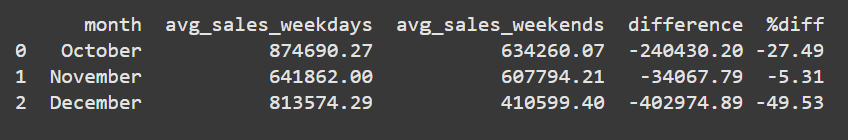 month avg_sales_weekdays avg_sales_weekends difference %diff
0 October 874690.27 634260.07 -240430.20 -27.49
1 November 641862.00 607794.21 -34067.79 -5.31
2 December 813574.29 410599.40 -402974.89 -49.53